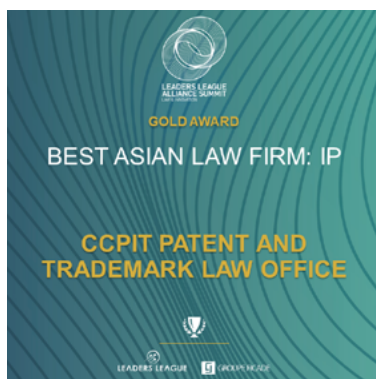 LEADERS LEAGUE
ALLIANCE SUMMIT
GOLD AWARD
BEST ASIAN LAW FIRM: IP
CCPIT PATENT AND
TRADEMARK LAW OFFICE
LEADERS LEAGUE